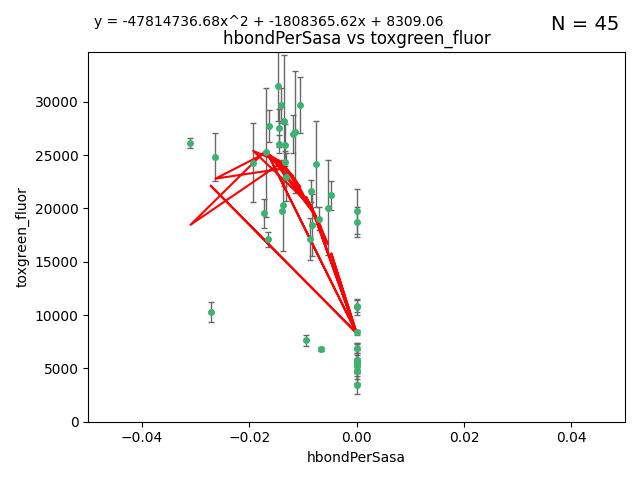 y = -47814736.68x^2 + -1808365.62x + 8309.06
N = 45
hbondPerSasa vs toxgreen_fluor
30000
25000
20000
15000
10000
5000
0
toxgreen_fluor
−0.04
−0.02
0.00
0.02
0.04
hbondPerSasa